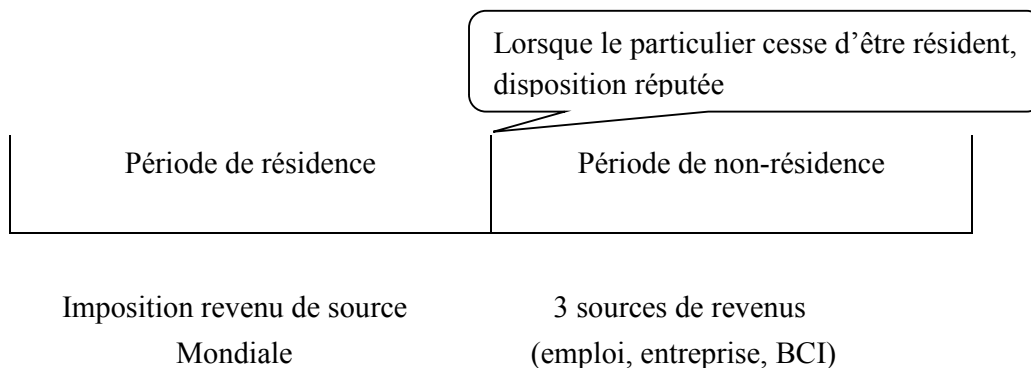 Lorsque le particulier cesse d’être résident,
disposition réputée
Période de résidence
Période de non-résidence
Imposition revenu de source
Mondiale
3 sources de revenus
(emploi, entreprise, BCI)